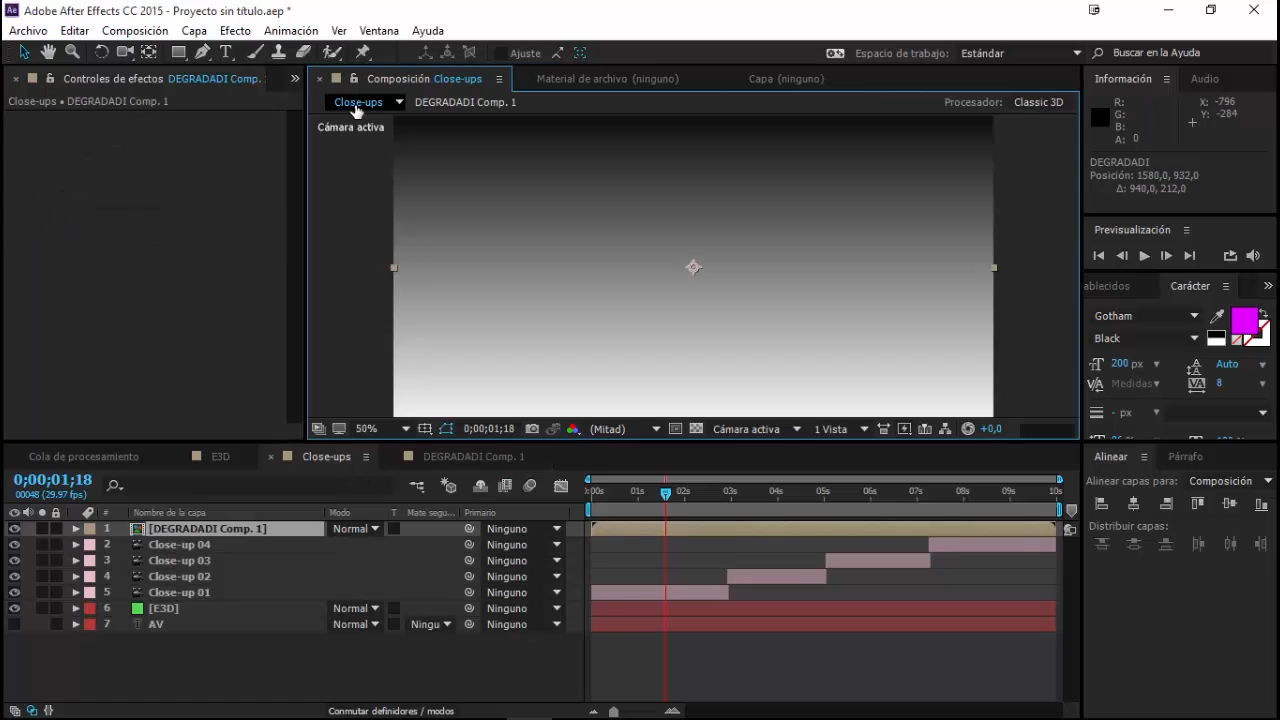 Adobe After Effects CC 2015 - Proyecto sin título.aep *
Archivo Editar Composición Capa Efecto Animación Ver Ventana Ayuda
Ajuste Espacio de trabajo: Estándar Buscar en la Ayuda
Controles de efectos DEGRADADI Comp. Composición Close-ups Material de archivo (ninguno) Capa (ninguno) Información Audio
Close-ups • DEGRADADI Comp. 1 Close-ups DEGRADADI Comp. 1 Procesador: Classic 3D
Cámara activa
R: X: -796
G: Y: -284
B:
A: 0
DEGRADADI
Posición: 1580,0, 932,0
Δ: 940,0, 212,0
Previsualización
ablecidos Carácter
Gotham
Black
200 px Auto
Medidas 8
- px
50% 0;00;01;18 (Mitad) Cámara activa 1 Vista +0,0
Cola de procesamiento E3D Close-ups DEGRADADI Comp. 1 Alinear Párrafo
0;00;01;18
00048 (29.97 fps)
:00s 01s 02s 03s 04s 05s 06s 07s 08s 09s 10s
Alinear capas para: Composición
# Nombre de la capa Modo T Mate segu... Primario
1 [DEGRADADI Comp. 1] Normal Ninguno
2 Close-up 04 Ninguno
3 Close-up 03 Ninguno
4 Close-up 02 Ninguno
5 Close-up 01 Ninguno
6 [E3D] Normal Ninguno
7 AV Normal Ningu Ninguno
Distribuir capas:
Conmutar definidores / modos